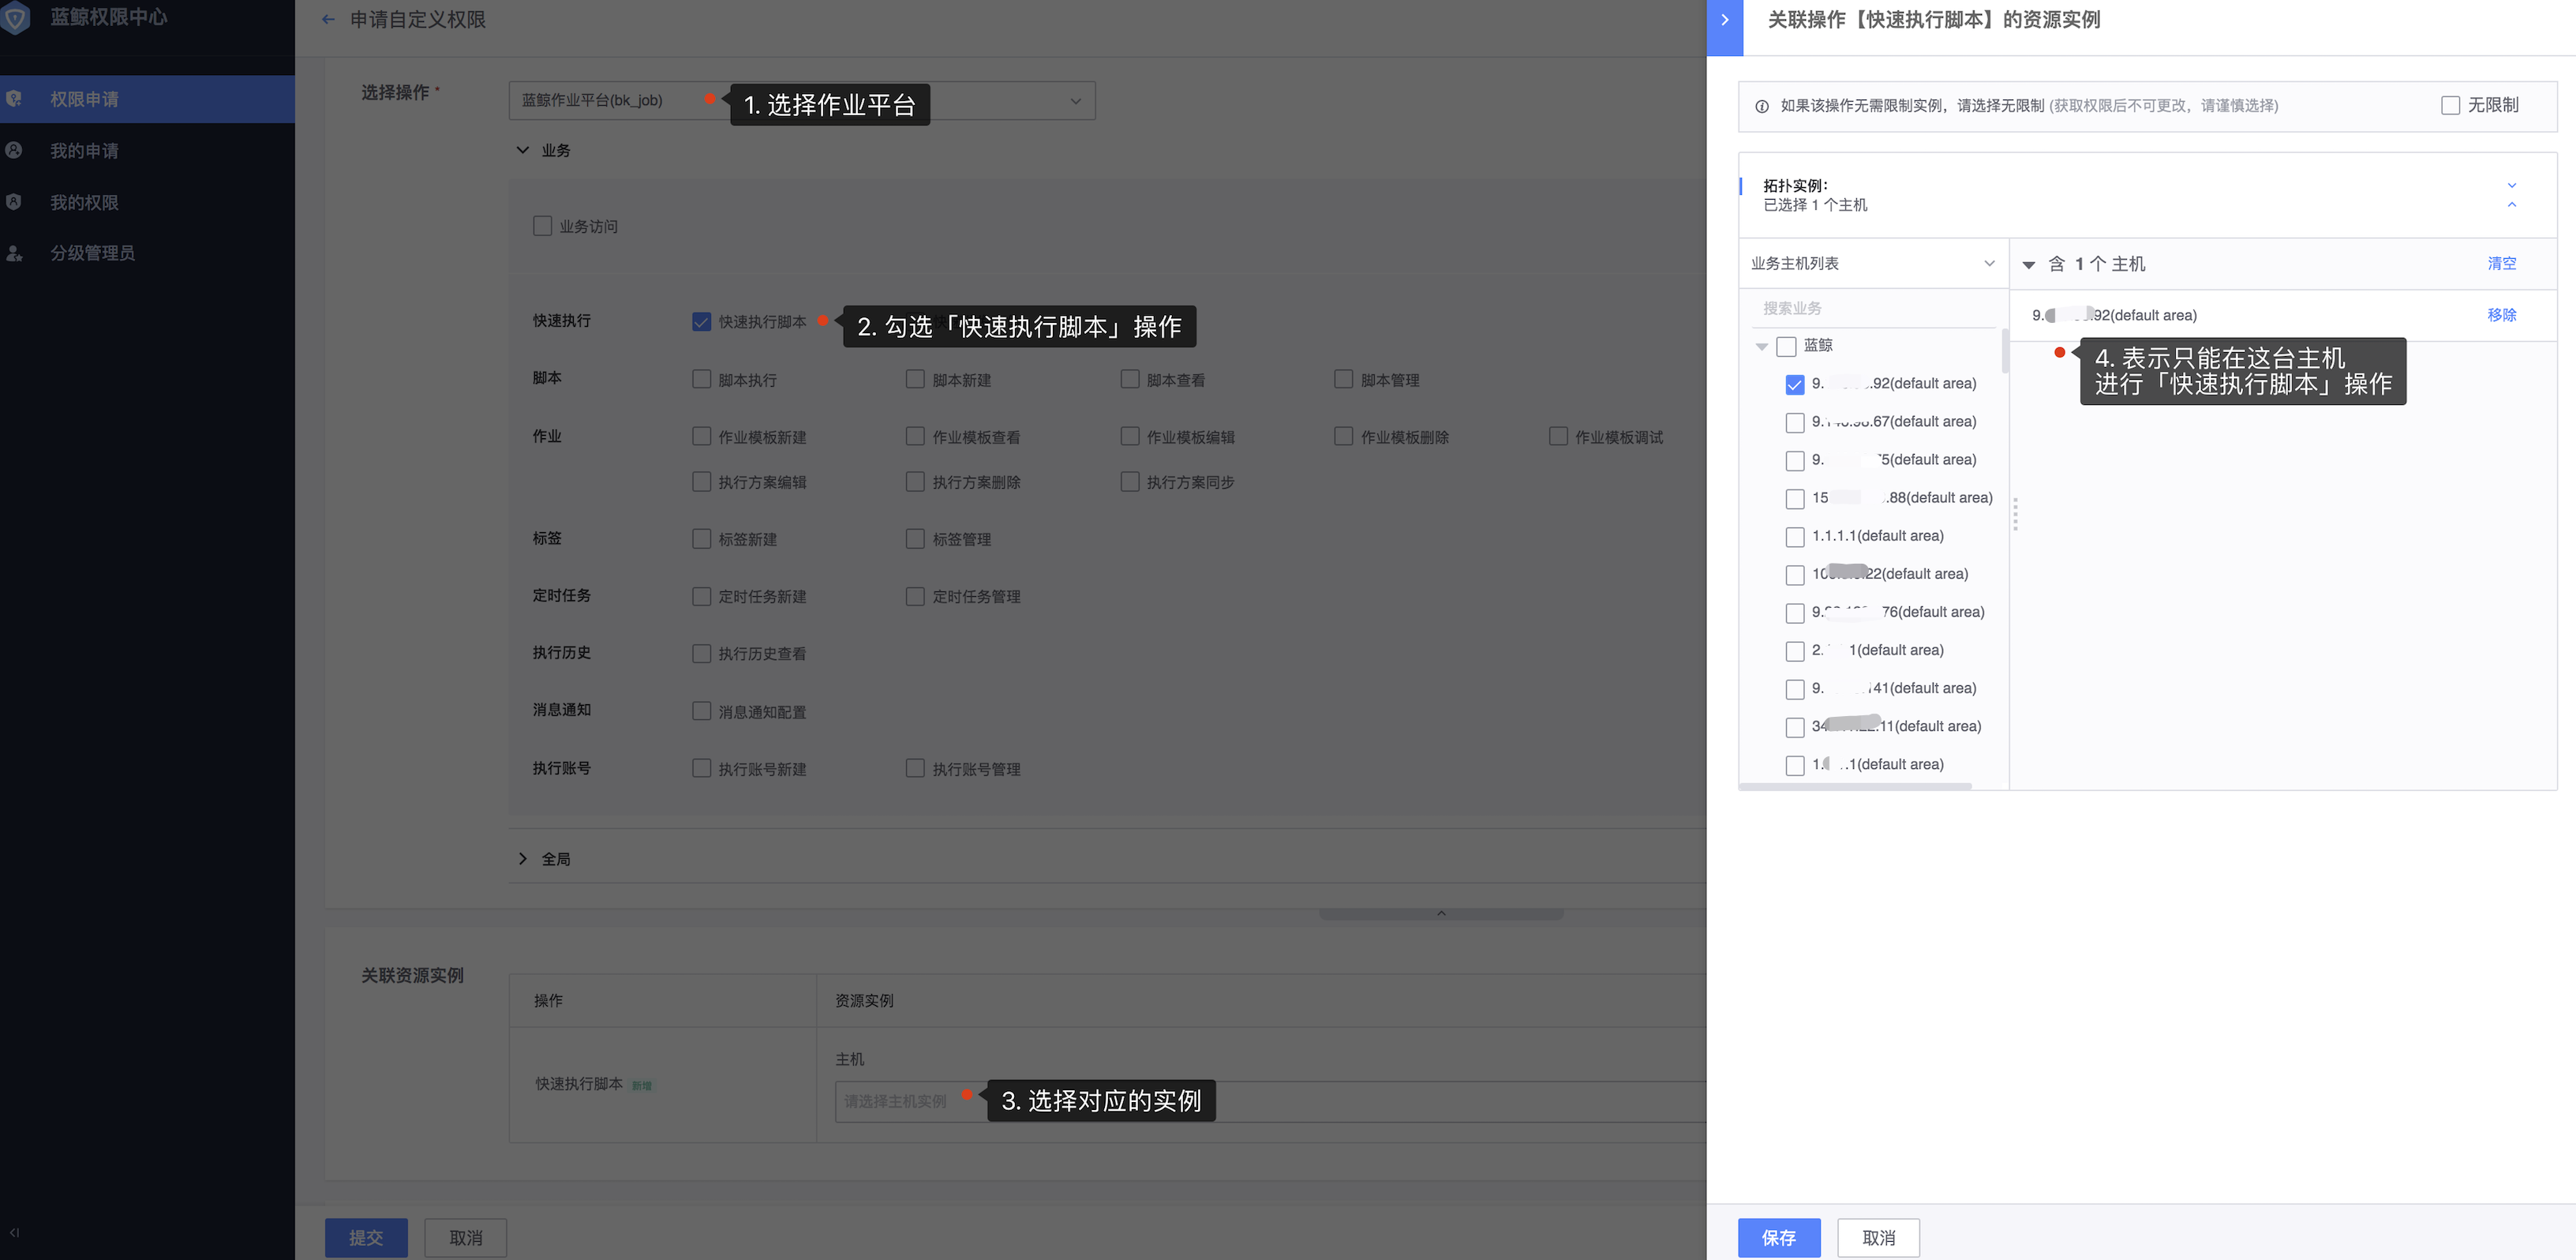 蓝鲸权限中心
权限申请
我的申请
我的权限
分级管理员
申请自定义权限
选择操作 *
蓝鲸作业平台(bk_job)
1. 选择作业平台
业务
业务访问
快速执行
快速执行脚本
2. 勾选「快速执行脚本」操作
脚本
脚本执行
脚本新建
脚本查看
脚本管理
作业
作业模板新建
作业模板查看
作业模板编辑
作业模板删除
作业模板调试
执行方案编辑
执行方案删除
执行方案同步
标签
标签新建
标签管理
定时任务
定时任务新建
定时任务管理
执行历史
执行历史查看
消息通知
消息通知配置
执行账号
执行账号新建
执行账号管理
全局
关联资源实例
操作
资源实例
快速执行脚本 新增
主机
请选择主机实例
3. 选择对应的实例
提交
取消
关联操作【快速执行脚本】的资源实例
如果该操作无需限制实例，请选择无限制 (获取权限后不可更改，请谨慎选择)
无限制
拓扑实例：
已选择 1 个主机
业务主机列表
搜索业务
蓝鲸
9. .92(default area)
9. .67(default area)
9. 5(default area)
15 .88(default area)
1.1.1.1(default area)
10 22(default area)
9. 76(default area)
2. 1(default area)
9. 141(default area)
34 .11(default area)
1. .1(default area)
含 1 个 主机
清空
9. .92(default area)
移除
4. 表示只能在这台主机
进行「快速执行脚本」操作
保存
取消